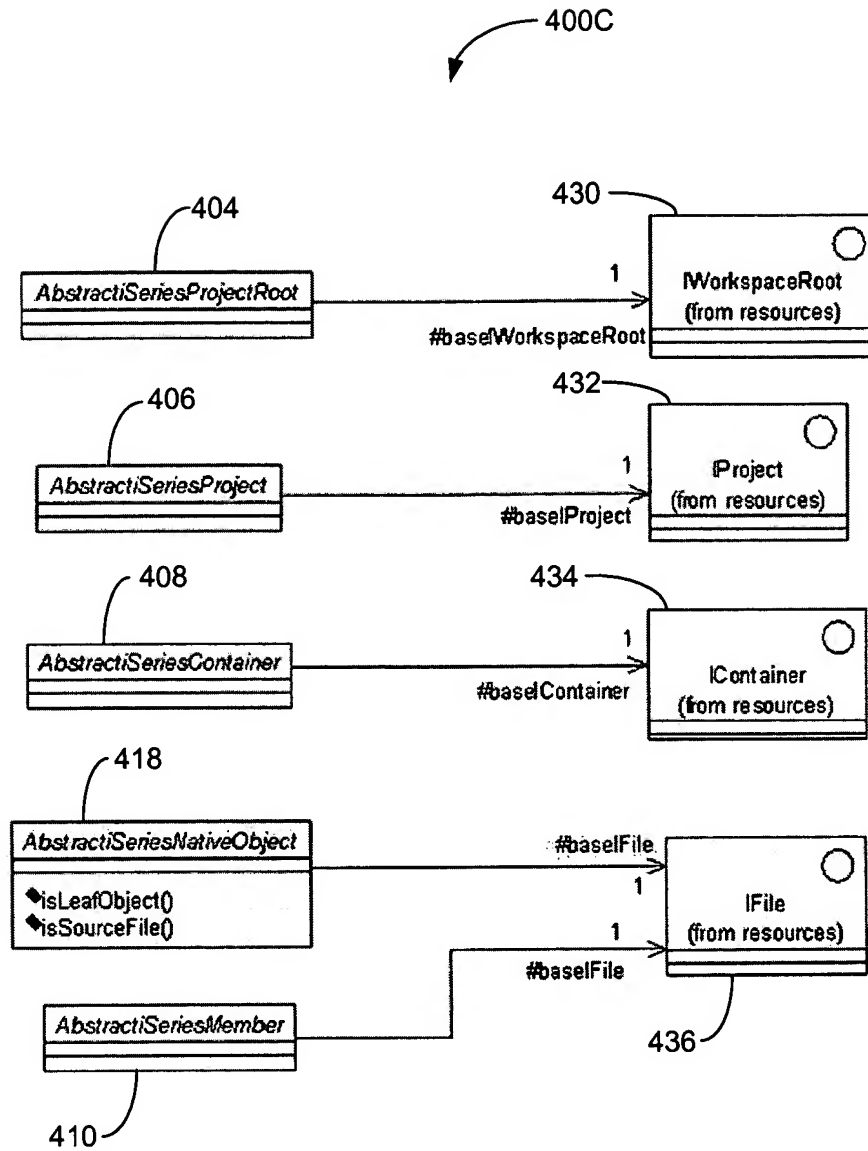 400C
404
430
AbstractiSeriesProjectRoot
1
IWorkspaceRoot
(from resources)
#baseIWorkspaceRoot
406
432
AbstractiSeriesProject
1
IProject
(from resources)
#baseIProject
408
434
AbstractiSeriesContainer
1
IContainer
(from resources)
#baseIContainer
418
AbstractiSeriesNativeObject
#baseIFile
1
isLeafObject()
isSourceFile()
IFile
(from resources)
1
#baseIFile
AbstractiSeriesMember
436
410